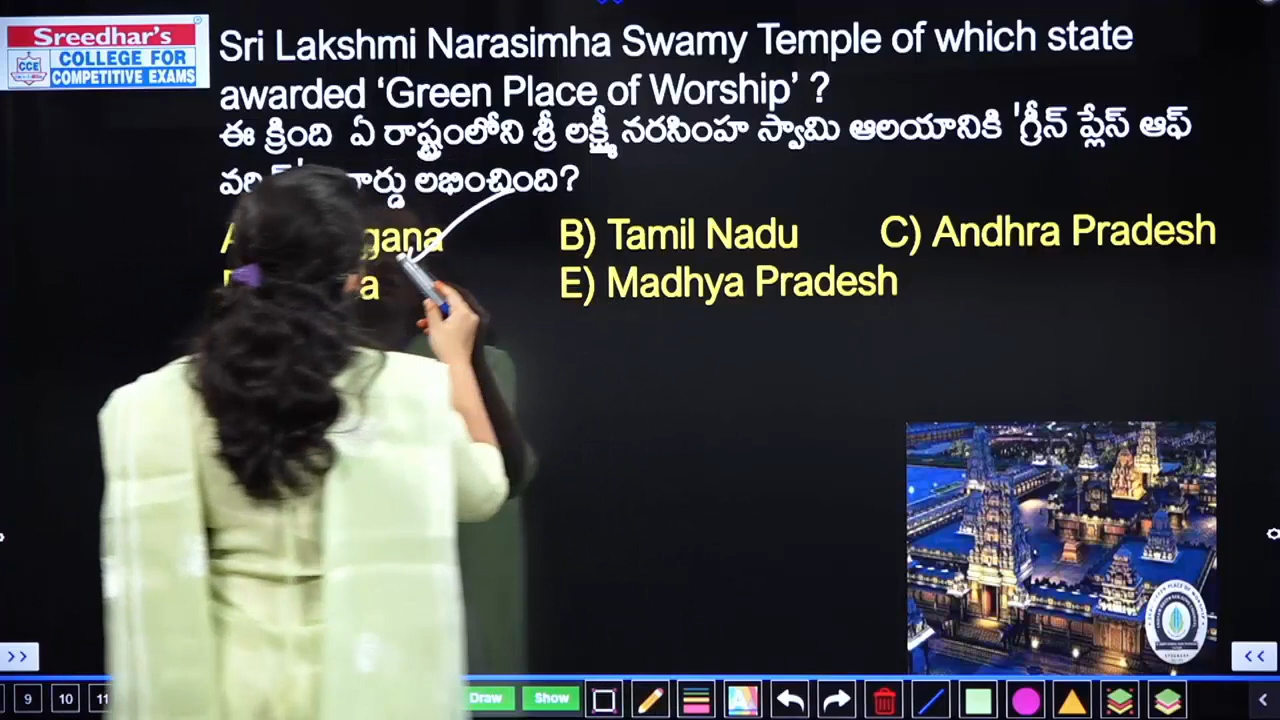 Sreedhar's
CCE
COLLEGE FOR
COMPETITIVE EXAMS
Sri Lakshmi Narasimha Swamy Temple of which state
awarded ‘Green Place of Worship’ ?
ఈ క్రింది ఏ రాష్ట్రంలోని శ్రీ లక్ష్మీ నరసింహ స్వామి ఆలయానికి 'గ్రీన్ ప్లేస్ ఆఫ్
లభించింది?
B) Tamil Nadu C) Andhra Pradesh
E) Madhya Pradesh
>> <<
9 10 11 Draw Show